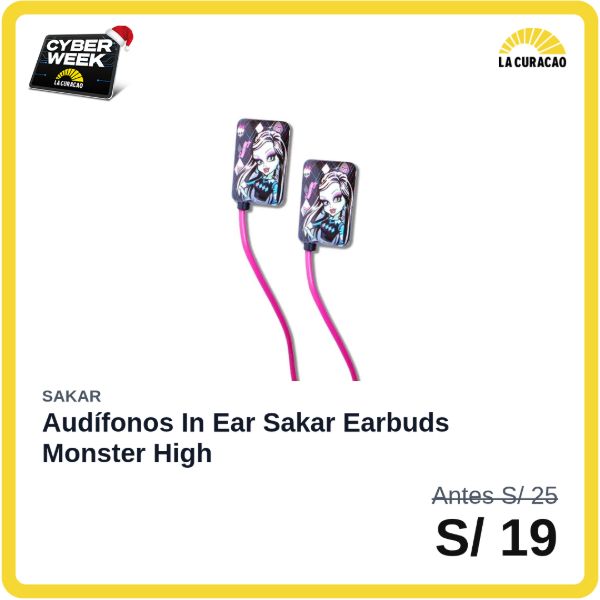 CYBER
WEEK
LA CURACAO
LA CURACAO
SAKAR
Audífonos In Ear Sakar Earbuds
Monster High
Antes S/ 25
S/ 19